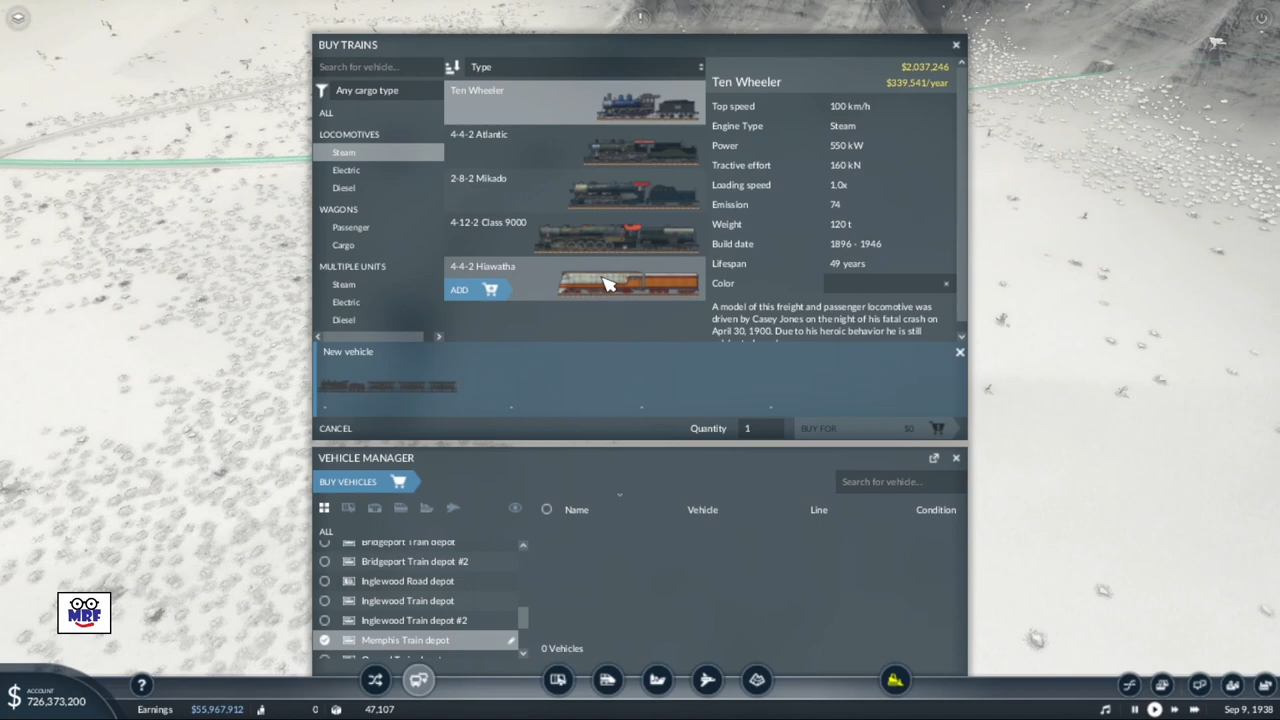 BUY TRAINS
Search for vehicle...
Type
Any cargo type
ALL
LOCOMOTIVES
Steam
Electric
Diesel
WAGONS
Passenger
Cargo
MULTIPLE UNITS
Steam
Electric
Diesel
Ten Wheeler
4-4-2 Atlantic
2-8-2 Mikado
4-12-2 Class 9000
4-4-2 Hiawatha
ADD
$2,037,246
Ten Wheeler
$339,541/year
Top speed 100 km/h
Engine Type Steam
Power 550 kW
Tractive effort 160 kN
Loading speed 1.0x
Emission 74
Weight 120 t
Build date 1896 - 1946
Lifespan 49 years
Color
A model of this freight and passenger locomotive was
driven by Casey Jones on the night of his fatal crash on
April 30, 1900. Due to his heroic behavior he is still
New vehicle
CANCEL
Quantity 1
BUY FOR $0
VEHICLE MANAGER
BUY VEHICLES
Search for vehicle...
Name Vehicle Line Condition
ALL
Bridgeport Train depot
Bridgeport Train depot #2
Inglewood Road depot
Inglewood Train depot
Inglewood Train depot #2
Memphis Train depot
0 Vehicles
MRF
$ ACCOUNT
726,373,200
?
Earnings $55,967,912 0 47,107
Sep 9, 1938